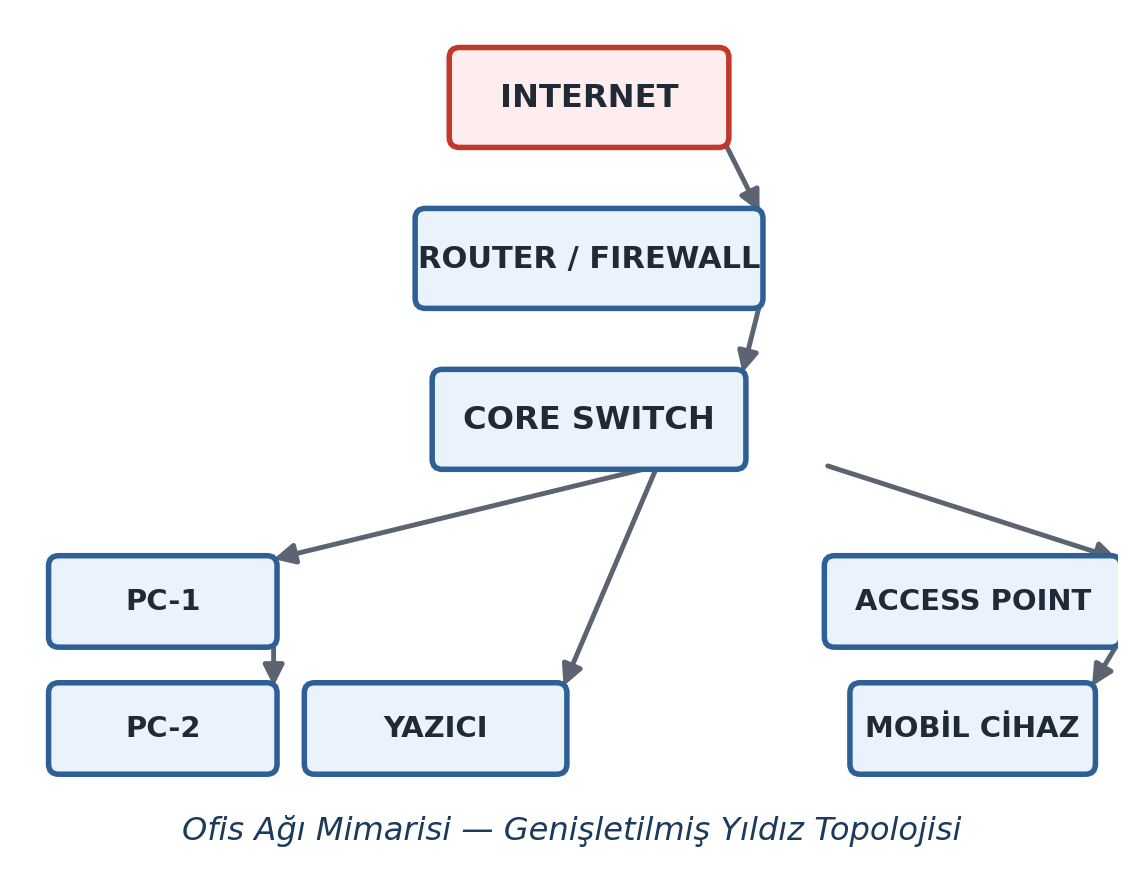 INTERNET
ROUTER / FIREWALL
CORE SWITCH
PC-1
ACCESS POINT
PC-2
YAZICI
MOBİL CİHAZ
Ofis Ağı Mimarisi — Genişletilmiş Yıldız Topolojisi